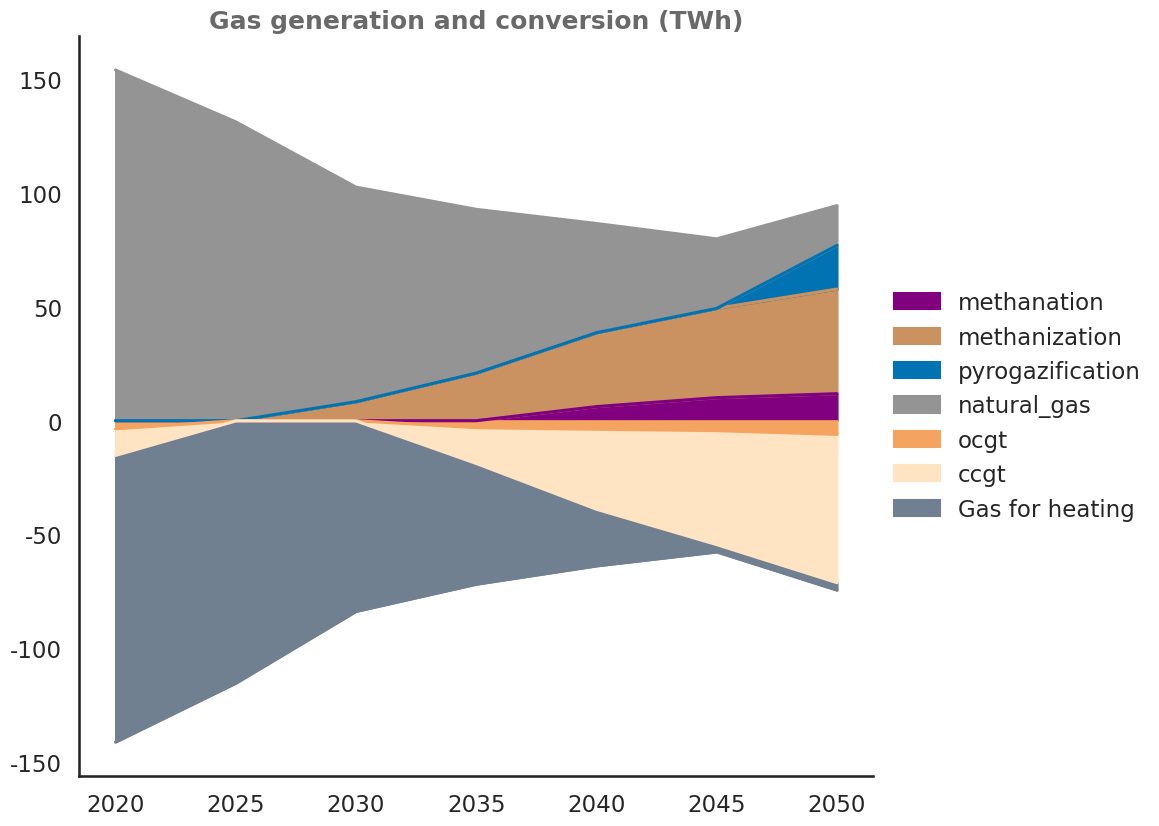 Gas generation and conversion (TWh)
150
100
50
0
-50
-100
-150
2020 2025 2030 2035 2040 2045 2050
methanation
methanization
pyrogazification
natural_gas
ocgt
ccgt
Gas for heating